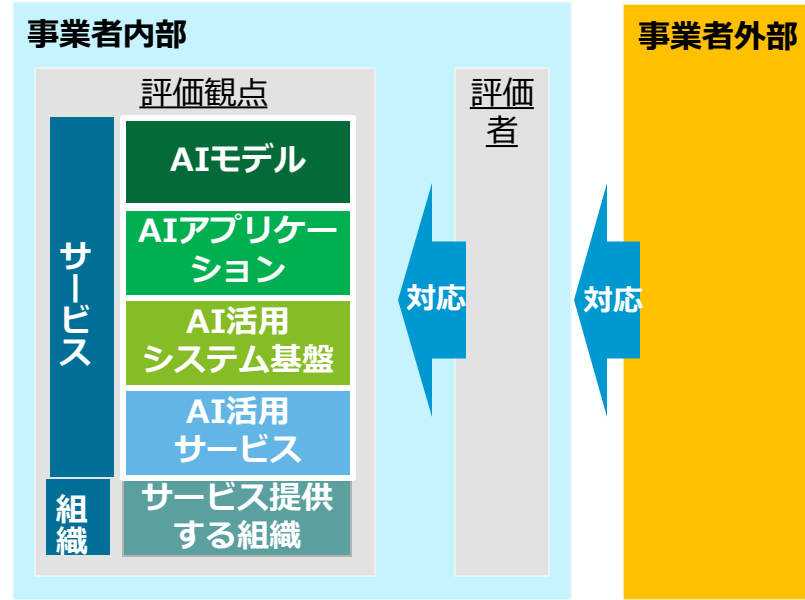 事業者内部
事業者外部
評価観点
評価
者
サービス
AIモデル
AIアプリケー
ション
AI活用
システム基盤
AI活用
サービス
組織
サービス提供
する組織
対応
対応